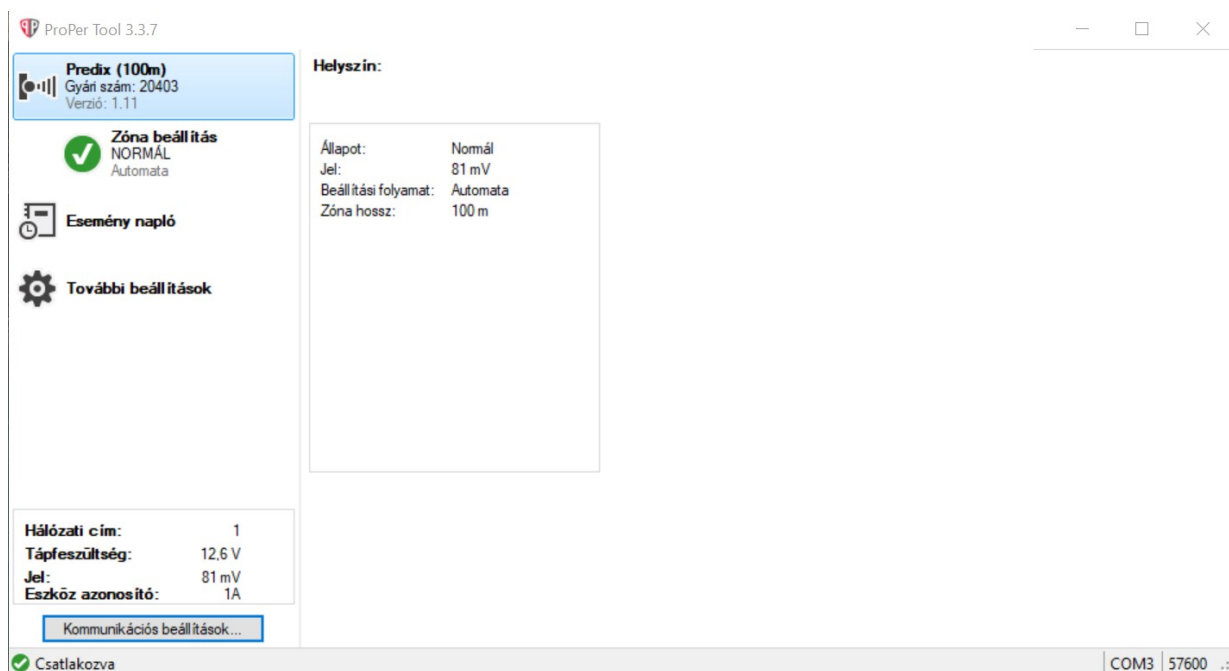 ProPer Tool 3.3.7
Predix (100m)
Gyári szám: 20403
Verzió: 1.11
Zóna beállítás
NORMÁL
Automata
Esemény napló
További beállítások
Helyszín:
Állapot: Normál
Jel: 81 mV
Beállítási folyamat: Automata
Zóna hossz: 100 m
Hálózati cím: 1
Tápfeszültség: 12,6 V
Jel: 81 mV
Eszköz azonosító: 1A
Kommunikációs beállítások...
Csatlakozva
COM3 57600